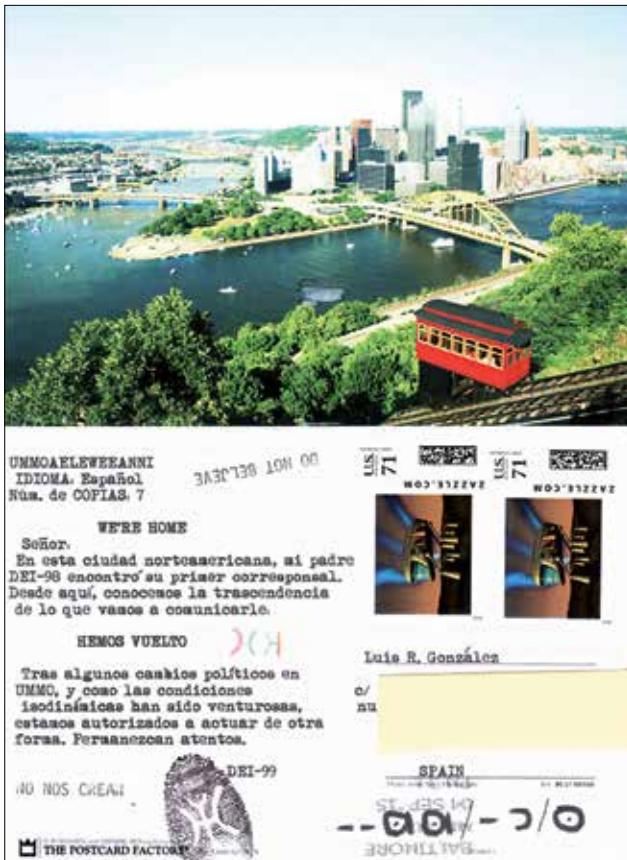 UMMOAELEWEEANNI
IDIOMA: Español
Núm. de COPIAS: 7
DO NOT BELIEVE
WE'RE HOME
Señor:
En esta ciudad norteamericana, mi padre
DEI-98 encontró su primer corresponsal.
Desde aquí, conocemos la trascendencia
de lo que vamos a comunicarle:
HEMOS VUELTO
Tras algunos cambios políticos en
UMMO, y como las condiciones
isodinámicas han sido venturosas,
estamos autorizados a actuar de otra
forma. Permanezcan atentos.
DEI-99
NO NOS CREAN
THE POSTCARD FACTORY
U.S. 71
ZAZZLE.COM
U.S. 71
ZAZZLE.COM
Luis R. González
c/
nu
SPAIN
04 SEP 15
BALTIMORE